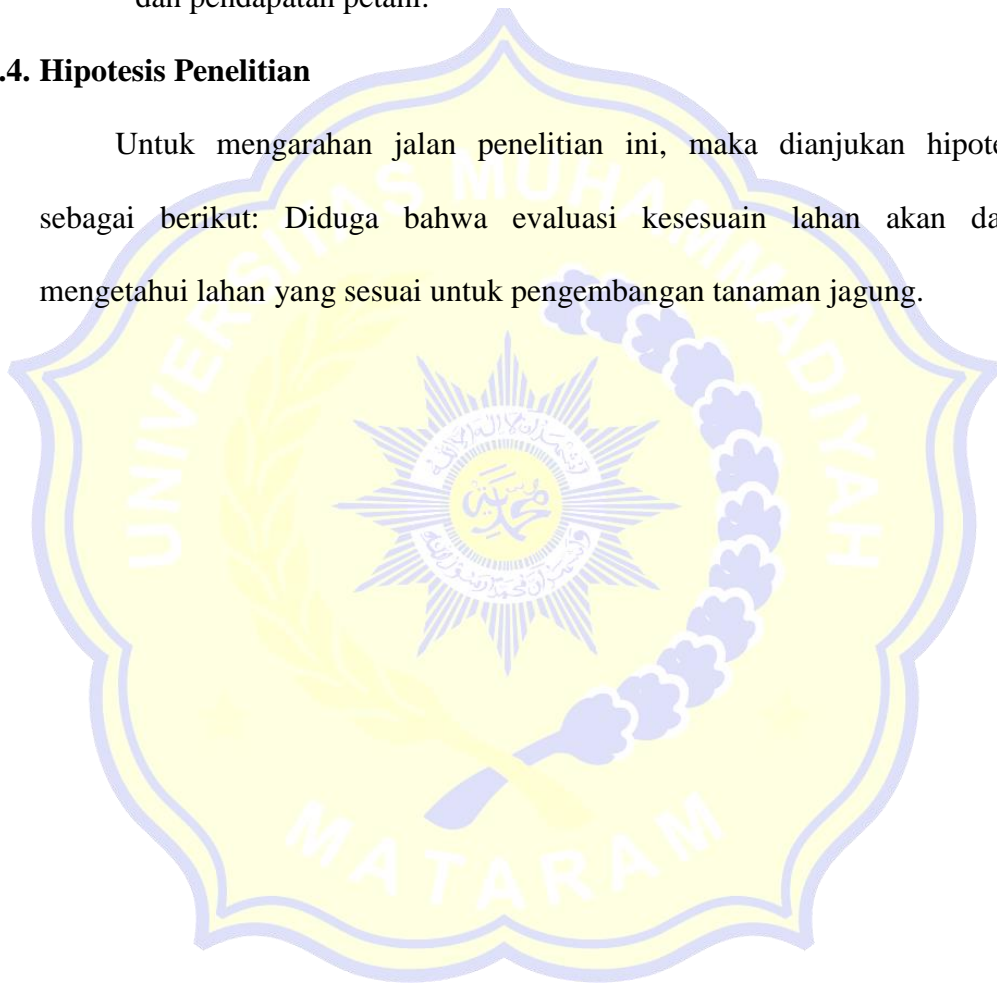 dan pendapatan petani.
.4. Hipotesis Penelitian
Untuk mengarahan jalan penelitian ini, maka dianjukan hipote
sebagai berikut: Diduga bahwa evaluasi kesesuain lahan akan da
mengetahui lahan yang sesuai untuk pengembangan tanaman jagung.
UNIVERSITAS MUHAMMADIYAH
محمدية
MATARAM